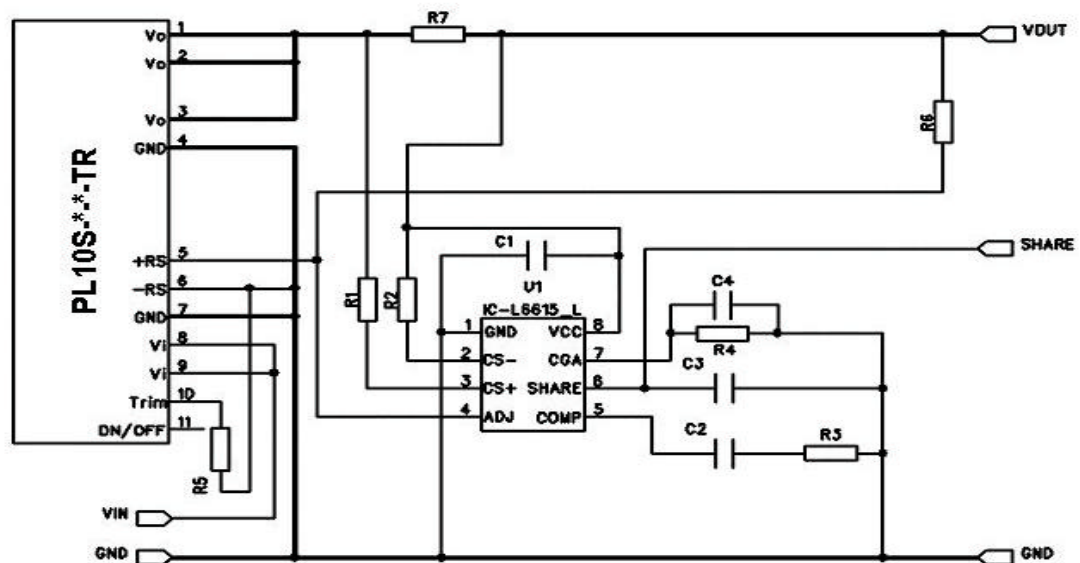 R7
VOUT
Vo 1
Vo 2
Vo 3
GND 4
R6
PL10S-*-*-TR
+RS 5
-RS 6
GND 7
Vi 8
Vi 9
Trim 10
ON/OFF 11
R5
VIN
GND
R1
R2
C1
U1
IC-L6615_L
1 GND VCC 8
2 CS- CGA 7
3 CS+ SHARE 6
4 ADJ COMP 5
SHARE
C4
R4
C3
C2
R3
GND